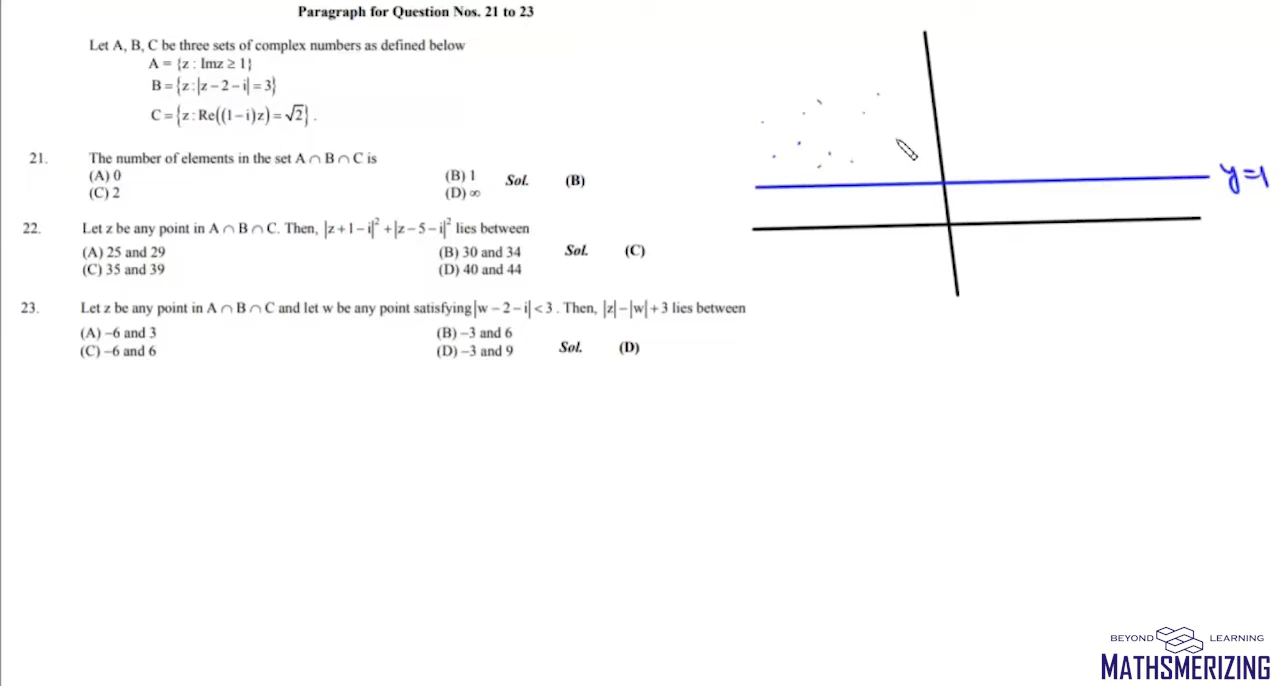 Paragraph for Question Nos. 21 to 23
Let A, B, C be three sets of complex numbers as defined below
A = {z : Imz ≥ 1}
B = {z : |z − 2 − i| = 3}
C = {z : Re((1 − i)z) = √2} .
21. The number of elements in the set A ∩ B ∩ C is
(A) 0 (B) 1 Sol. (B)
(C) 2 (D) ∞
22. Let z be any point in A ∩ B ∩ C. Then, |z + 1 − i|² + |z − 5 − i|² lies between
(A) 25 and 29 (B) 30 and 34 Sol. (C)
(C) 35 and 39 (D) 40 and 44
23. Let z be any point in A ∩ B ∩ C and let w be any point satisfying |w − 2 − i| < 3 . Then, |z| − |w| + 3 lies between
(A) −6 and 3 (B) −3 and 6
(C) −6 and 6 (D) −3 and 9 Sol. (D)
y=1
BEYOND LEARNING
MATHSMERIZING